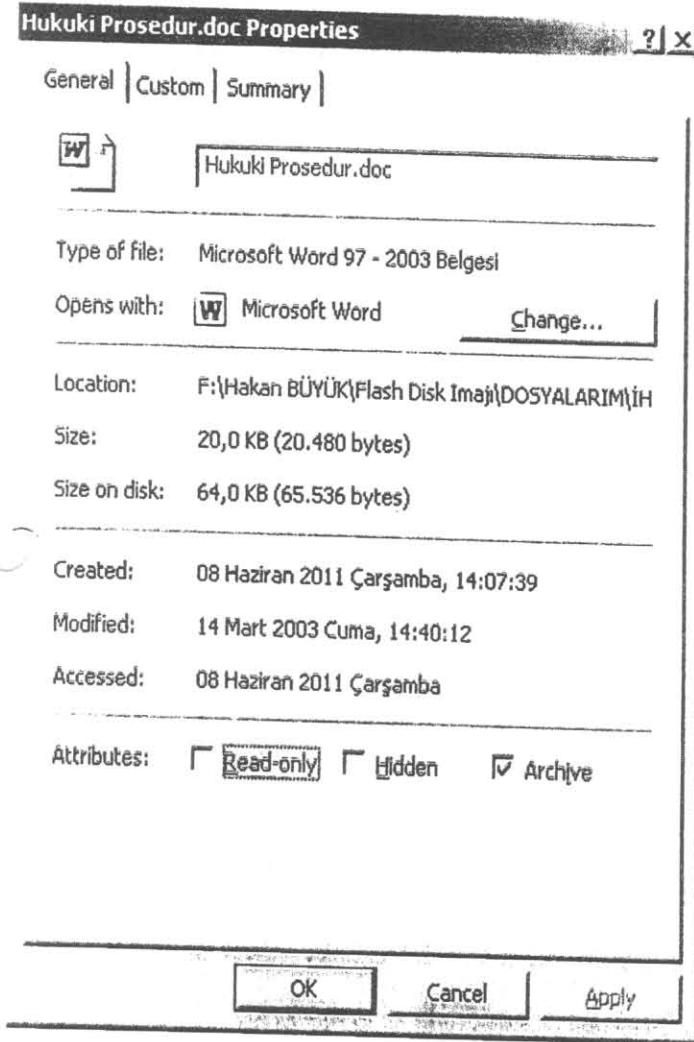 Hukuki Prosedur.doc Properties
General Custom Summary
Hukuki Prosedur.doc
Type of file: Microsoft Word 97 - 2003 Belgesi
Opens with: Microsoft Word Change...
Location: F:\Hakan BÜYÜK\Flash Disk Imajı\DOSYALARIM\İH
Size: 20,0 KB (20.480 bytes)
Size on disk: 64,0 KB (65.536 bytes)
Created: 08 Haziran 2011 Çarşamba, 14:07:39
Modified: 14 Mart 2003 Cuma, 14:40:12
Accessed: 08 Haziran 2011 Çarşamba
Attributes: Read-only Hidden Archive
OK Cancel Apply